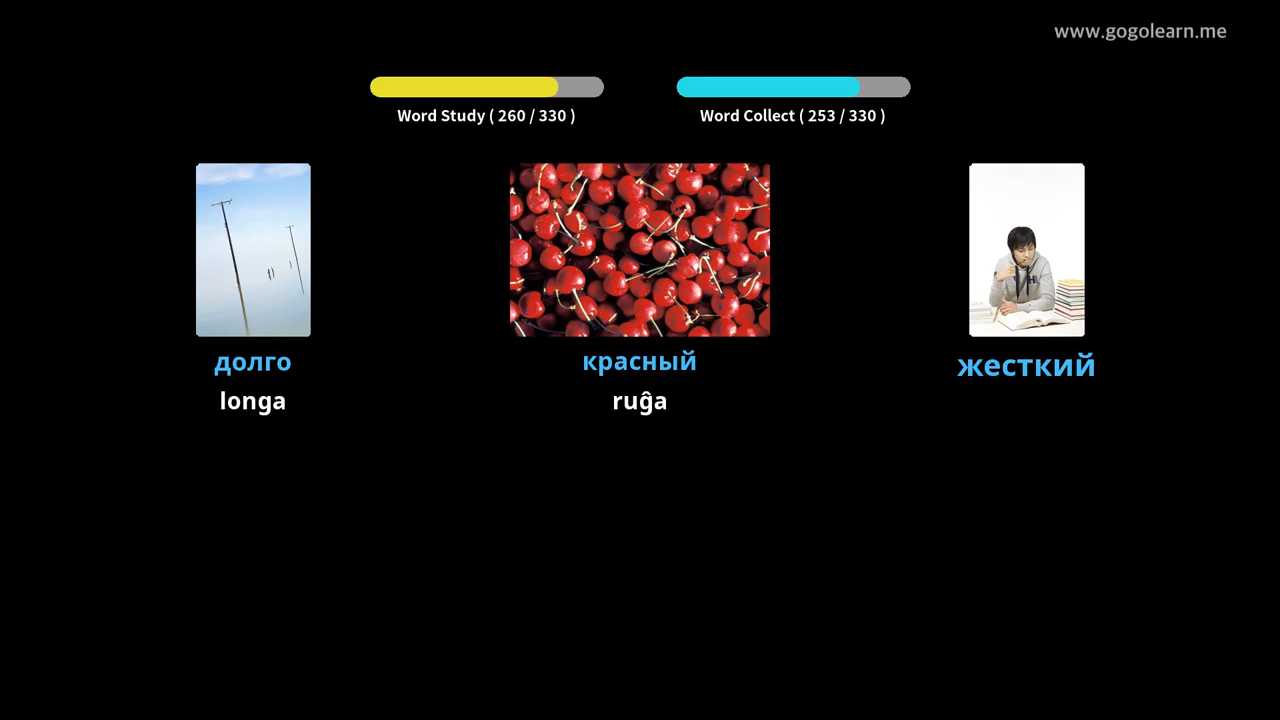 www.gogolearn.me
Word Study ( 260 / 330 )
Word Collect ( 253 / 330 )
долго
красный
жесткий
longa
ruĝa